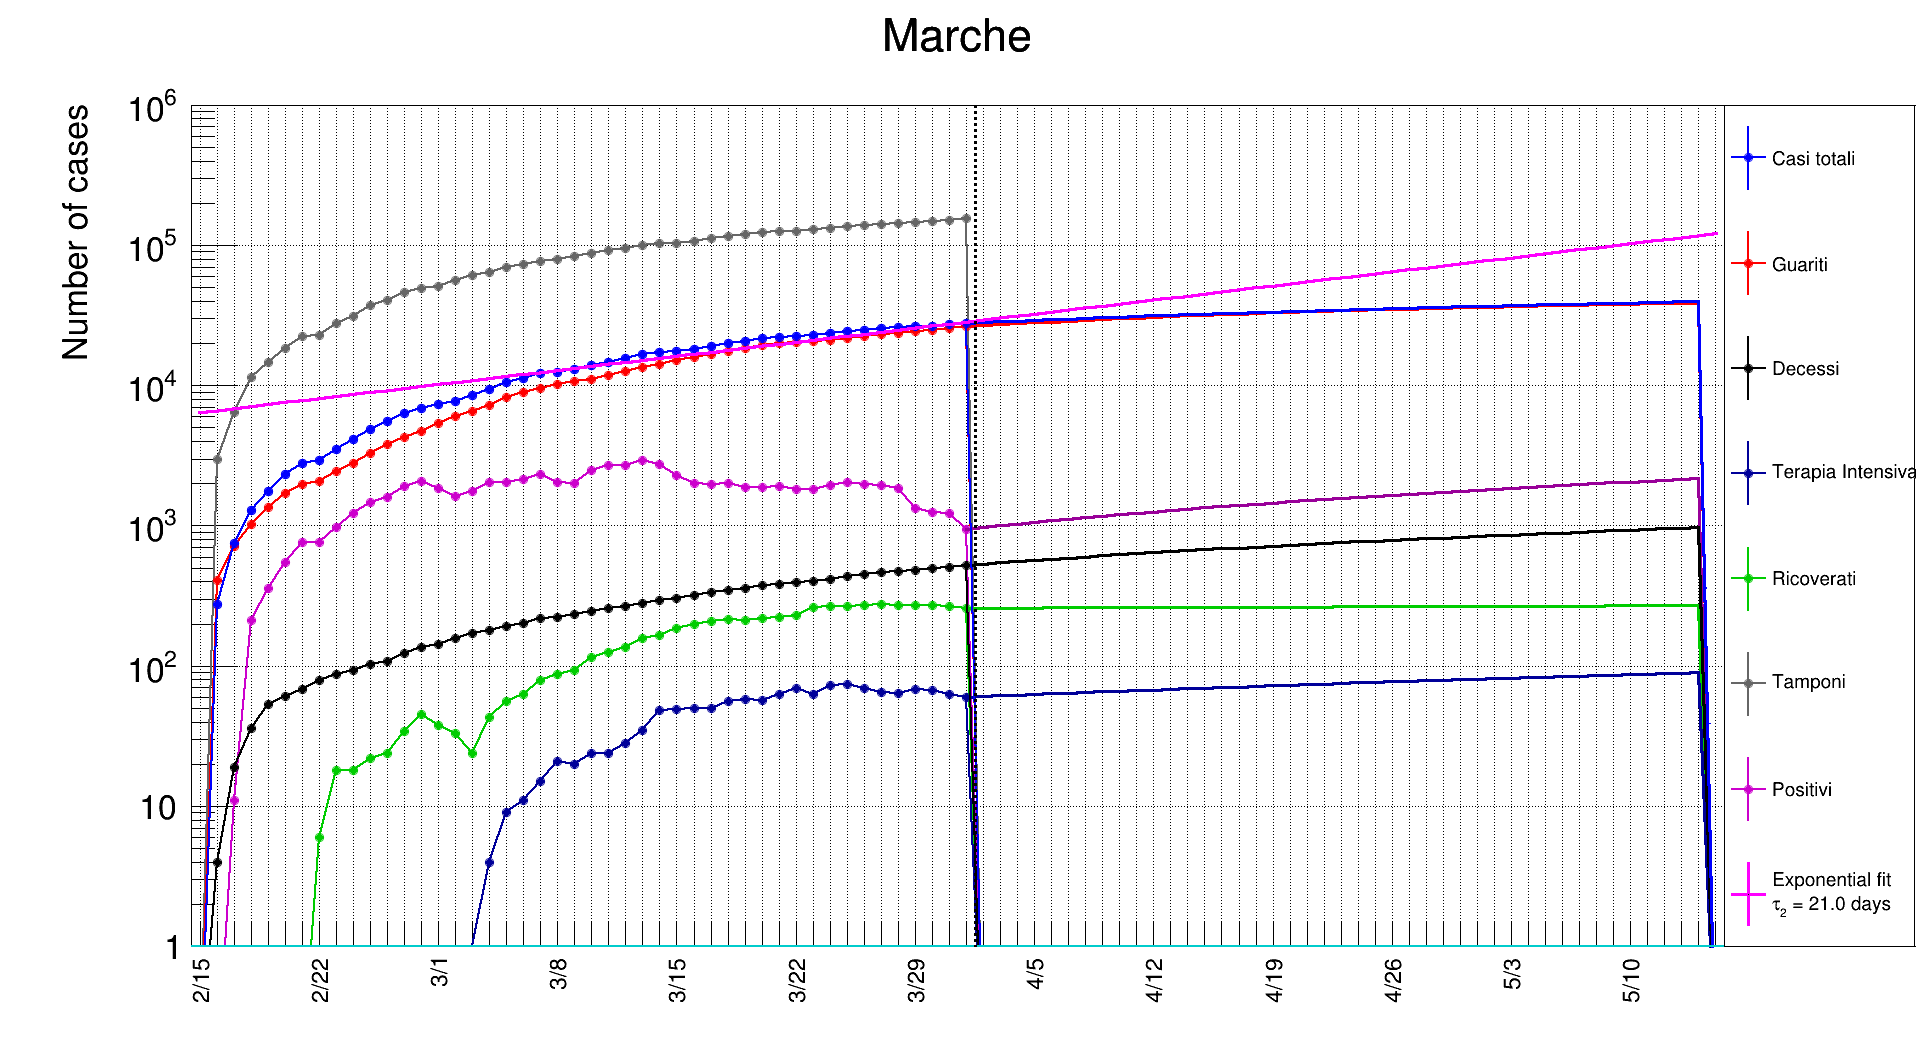 Marche
Number of cases
10^6
10^5
10^4
10^3
10^2
10
1
2/15
2/22
3/1
3/8
3/15
3/22
3/29
4/5
4/12
4/19
4/26
5/3
5/10
Casi totali
Guariti
Decessi
Terapia Intensiva
Ricoverati
Tamponi
Positivi
Exponential fit
τ₂ = 21.0 days